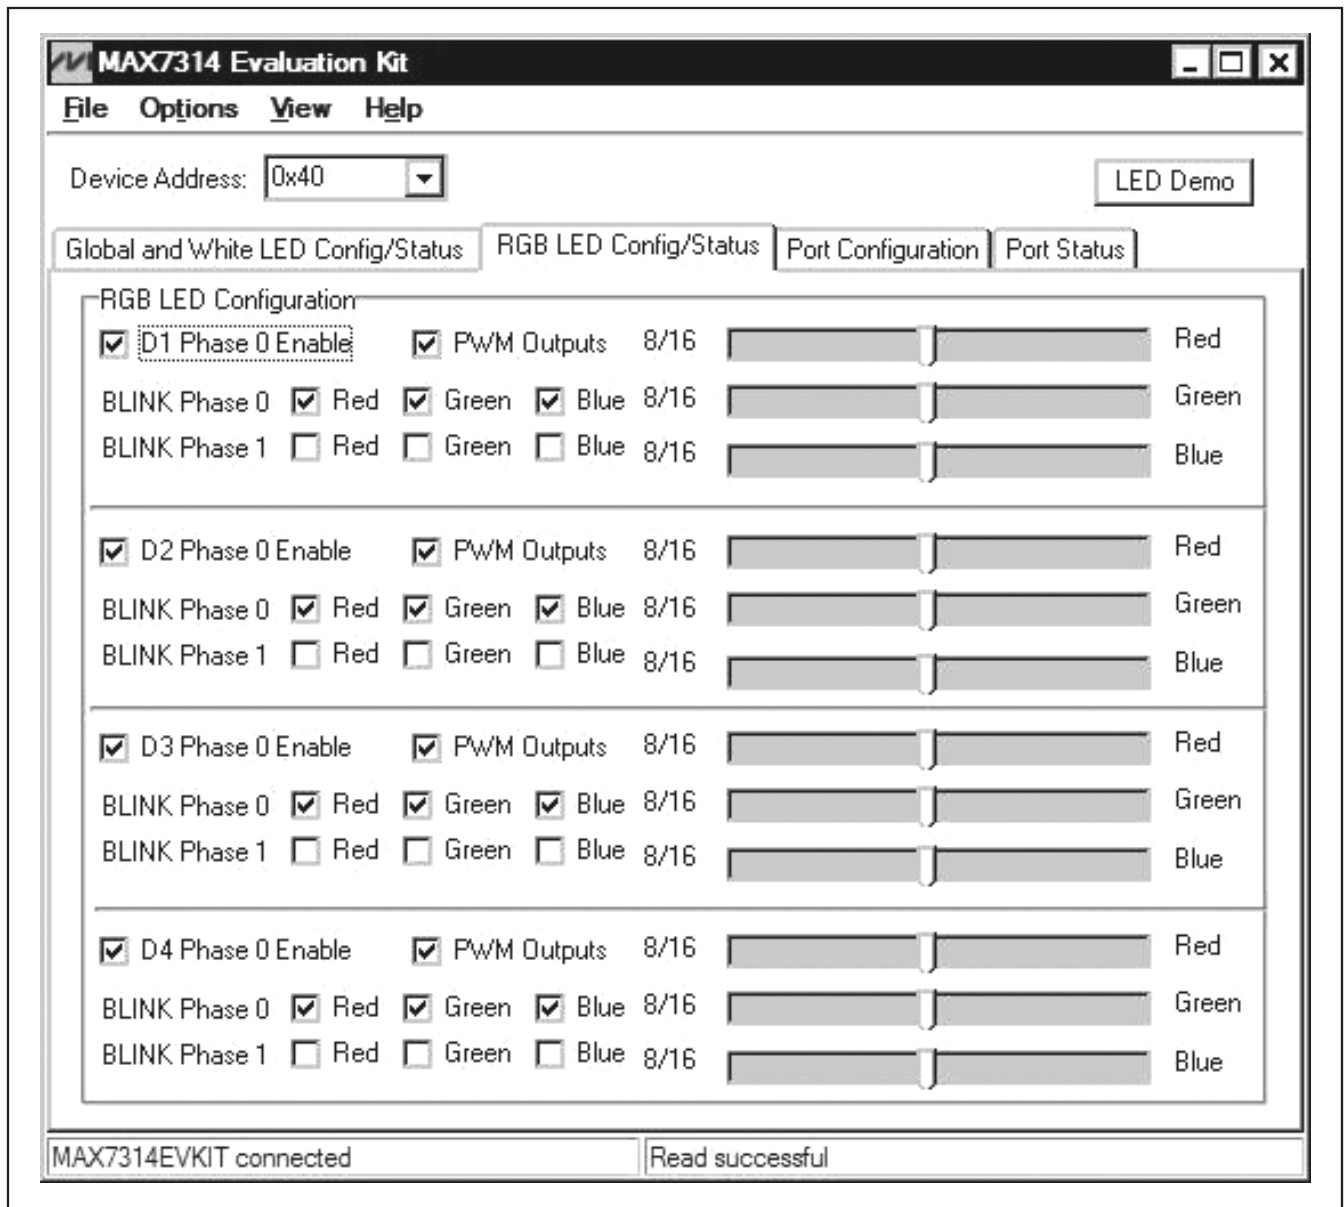 MAX7314 Evaluation Kit
File Options View Help
Device Address: 0x40 LED Demo
Global and White LED Config/Status RGB LED Config/Status Port Configuration Port Status
RGB LED Configuration
D1 Phase 0 Enable PWM Outputs 8/16 Red
BLINK Phase 0 Red Green Blue 8/16 Green
BLINK Phase 1 Red Green Blue 8/16 Blue
D2 Phase 0 Enable PWM Outputs 8/16 Red
BLINK Phase 0 Red Green Blue 8/16 Green
BLINK Phase 1 Red Green Blue 8/16 Blue
D3 Phase 0 Enable PWM Outputs 8/16 Red
BLINK Phase 0 Red Green Blue 8/16 Green
BLINK Phase 1 Red Green Blue 8/16 Blue
D4 Phase 0 Enable PWM Outputs 8/16 Red
BLINK Phase 0 Red Green Blue 8/16 Green
BLINK Phase 1 Red Green Blue 8/16 Blue
MAX7314EVKIT connected Read successful